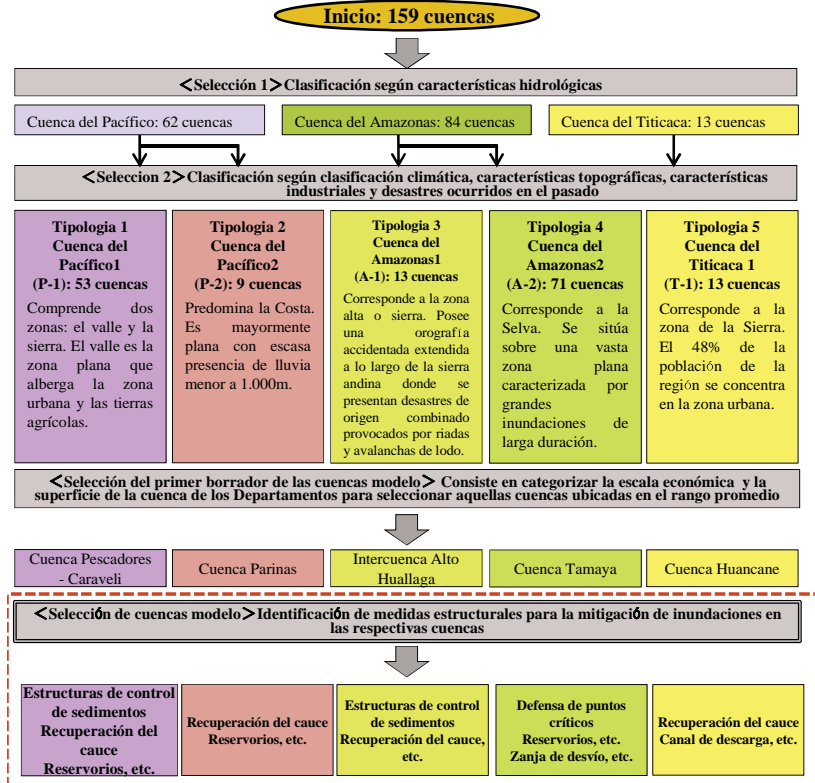 Inicio: 159 cuencas
<Selección 1>Clasificación según características hidrológicas
Cuenca del Pacífico: 62 cuencas
Cuenca del Amazonas: 84 cuencas
Cuenca del Titicaca: 13 cuencas
<Seleccion 2>Clasificación según clasificación climática, características topográficas, características
industriales y desastres ocurridos en el pasado
Tipologia 1
Cuenca del
Pacífico1
(P-1): 53 cuencas
Comprende dos
zonas: el valle y la
sierra. El valle es la
zona plana que
alberga la zona
urbana y las tierras
agrícolas.
Tipologia 2
Cuenca del
Pacífico2
(P-2): 9 cuencas
Predomina la Costa.
Es mayormente
plana con escasa
presencia de lluvia
menor a 1.000m.
Tipologia 3
Cuenca del
Amazonas1
(A-1): 13 cuencas
Corresponde a la zona
alta o sierra. Posee
una orografía
accidentada extendida
a lo largo de la sierra
andina donde se
presentan desastres de
origen combinado
provocados por riadas
y avalanchas de lodo.
Tipologia 4
Cuenca del
Amazonas2
(A-2): 71 cuencas
Corresponde a la
Selva. Se sitúa
sobre una vasta
zona plana
caracterizada por
grandes
inundaciones de
larga duración.
Tipologia 5
Cuenca del
Titicaca 1
(T-1): 13 cuencas
Corresponde a la
zona de la Sierra.
El 48% de la
población de la
región se concentra
en la zona urbana.
<Selección del primer borrador de las cuencas modelo> Consiste en categorizar la escala económica y la
superficie de la cuenca de los Departamentos para seleccionar aquellas cuencas ubicadas en el rango promedio
Cuenca Pescadores
- Caraveli
Cuenca Parinas
Intercuenca Alto
Huallaga
Cuenca Tamaya
Cuenca Huancane
<Selección de cuencas modelo>Identificación de medidas estructurales para la mitigación de inundaciones en
las respectivas cuencas
Estructuras de control
de sedimentos
Recuperación del
cauce
Reservorios, etc.
Recuperación del cauce
Reservorios, etc.
Estructuras de control
de sedimentos
Recuperación del cauce,
etc.
Defensa de puntos
críticos
Reservorios, etc.
Zanja de desvío, etc.
Recuperación del cauce
Canal de descarga, etc.